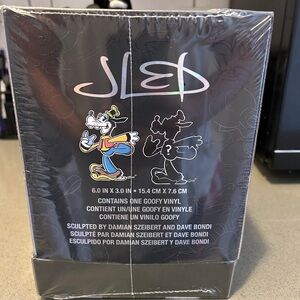 JLED
6.0 IN X 3.0 IN • 15.4 CM X 7.6 CM
CONTAINS ONE GOOFY VINYL
CONTIENT UN/UNE GOOFY EN VINYLE
CONTIENE UN VINILO GOOFY
SCULPTED BY DAMIAN SZEIBERT AND DAVE BONDI
SCULPTÉ PAR DAMIAN SZEIBERT ET DAVE BONDI
ESCULPIDO POR DAMIAN SZEIBERT Y DAVE BONDI